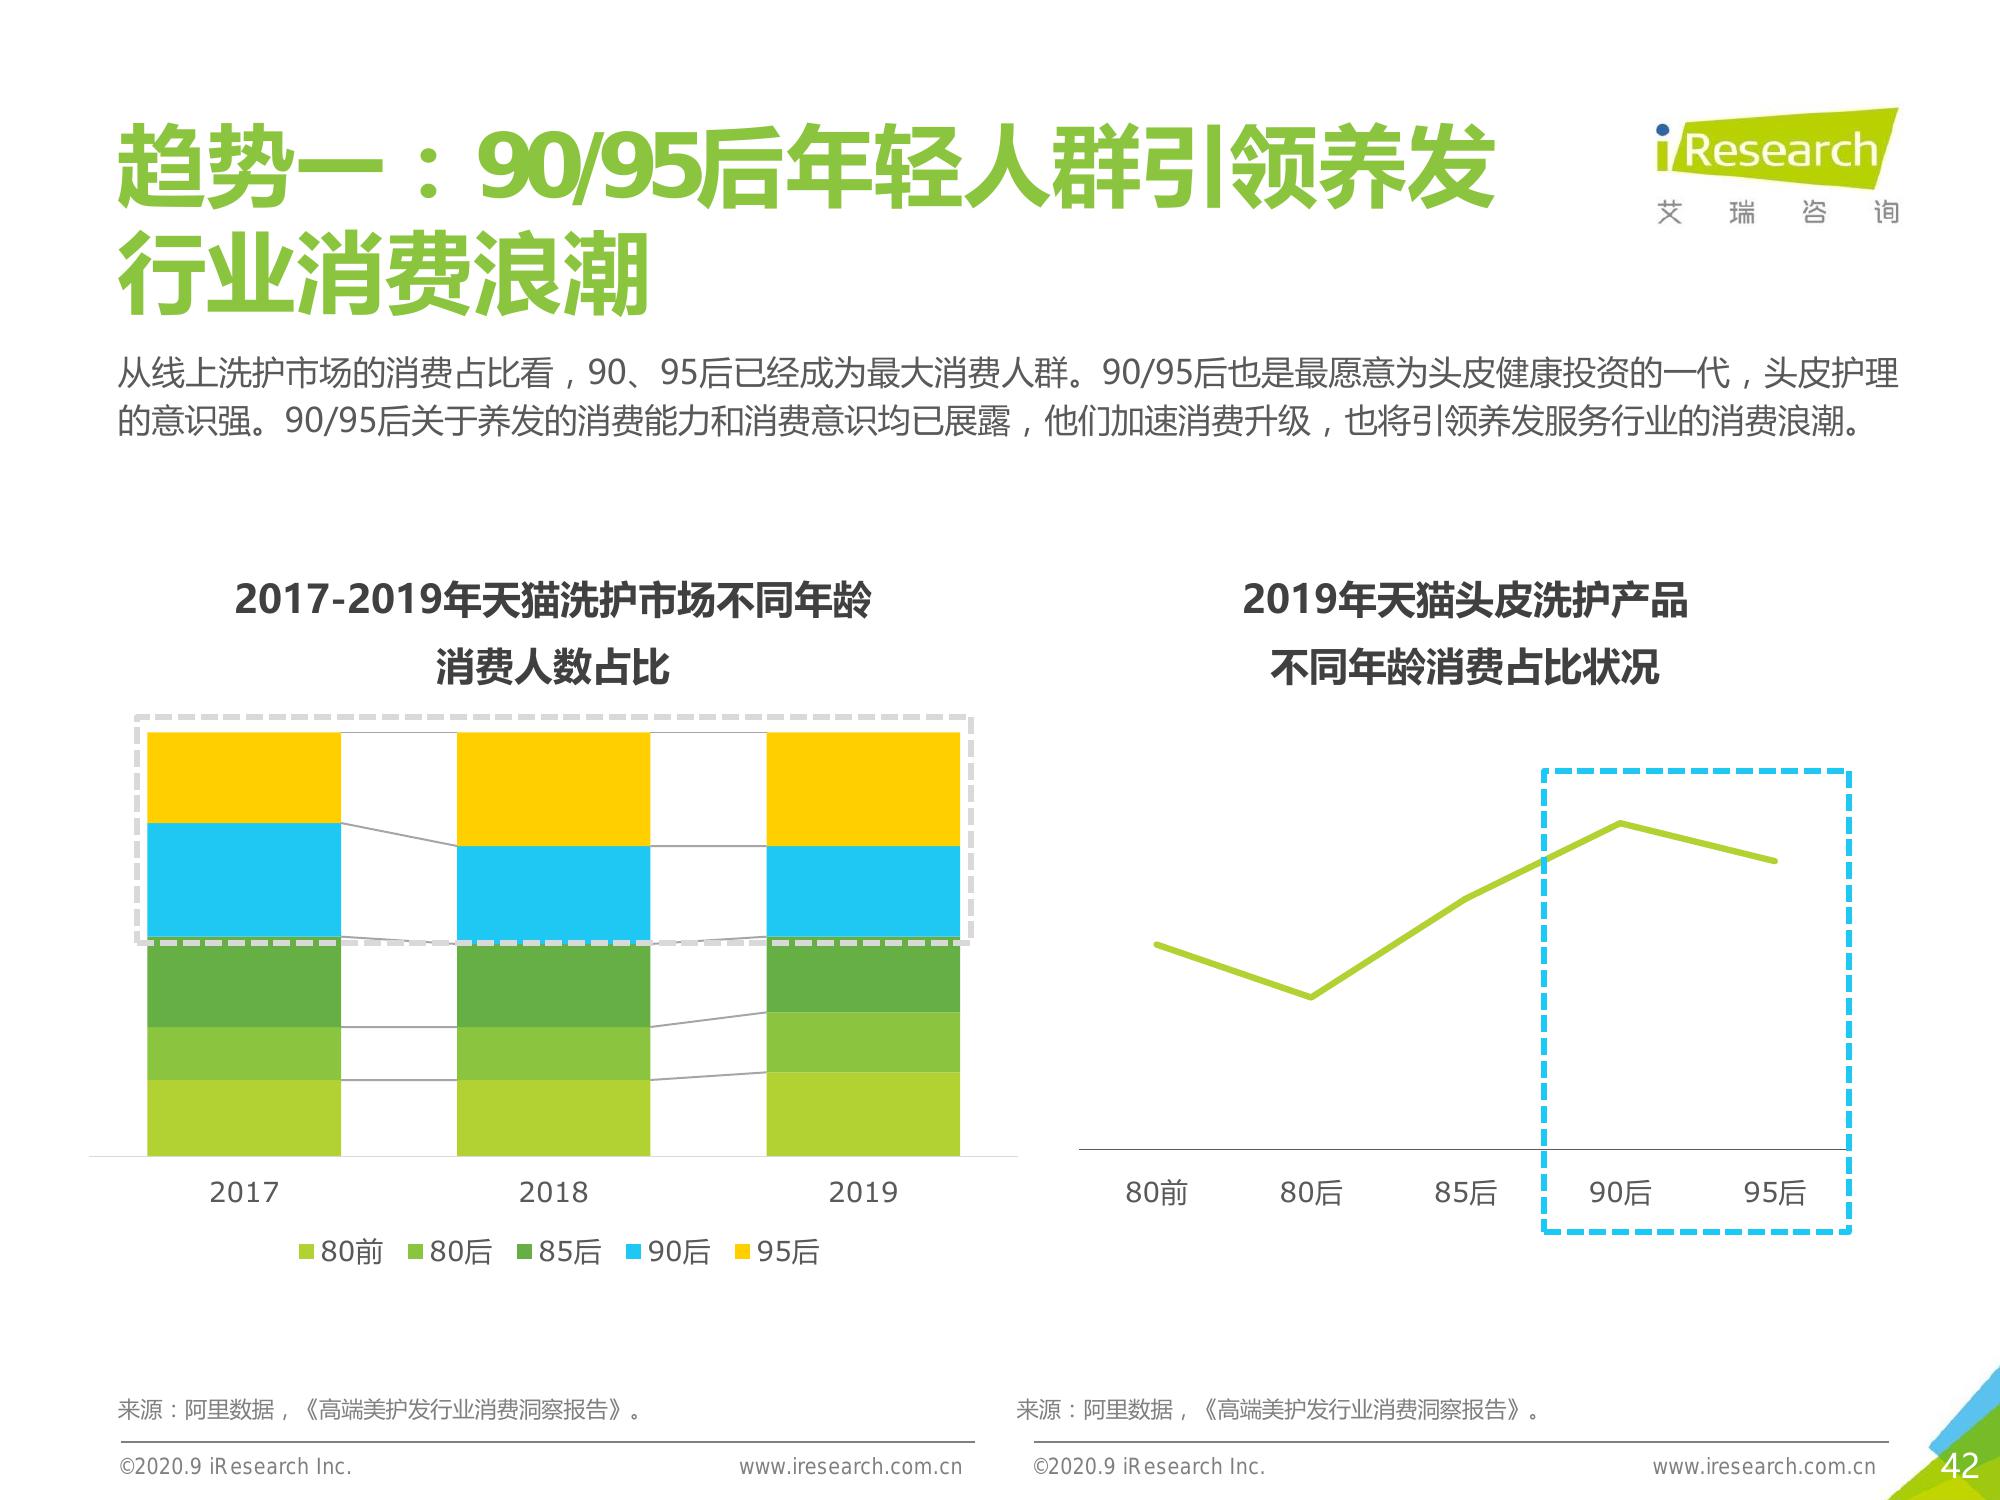 趋势一：90/95后年轻人群引领养发
行业消费浪潮
iResearch
艾瑞咨询
从线上洗护市场的消费占比看，90、95后已经成为最大消费人群。90/95后也是最愿意为头皮健康投资的一代，头皮护理
的意识强。90/95后关于养发的消费能力和消费意识均已展露，他们加速消费升级，也将引领养发服务行业的消费浪潮。
2017-2019年天猫洗护市场不同年龄
消费人数占比
2017 2018 2019
80前 80后 85后 90后 95后
2019年天猫头皮洗护产品
不同年龄消费占比状况
80前 80后 85后 90后 95后
来源：阿里数据，《高端美护发行业消费洞察报告》。
来源：阿里数据，《高端美护发行业消费洞察报告》。
©2020.9 iResearch Inc. www.iresearch.com.cn
©2020.9 iResearch Inc. www.iresearch.com.cn
42